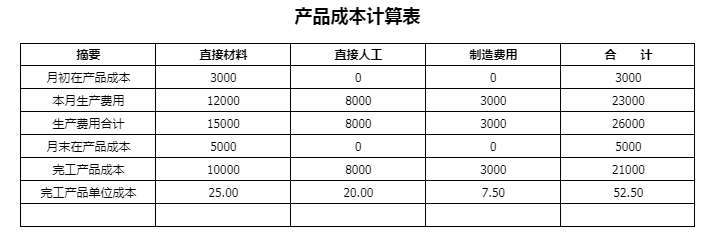 产品成本计算表
摘要 直接材料 直接人工 制造费用 合 计
月初在产品成本 3000 0 0 3000
本月生产费用 12000 8000 3000 23000
生产费用合计 15000 8000 3000 26000
月末在产品成本 5000 0 0 5000
完工产品成本 10000 8000 3000 21000
完工产品单位成本 25.00 20.00 7.50 52.50